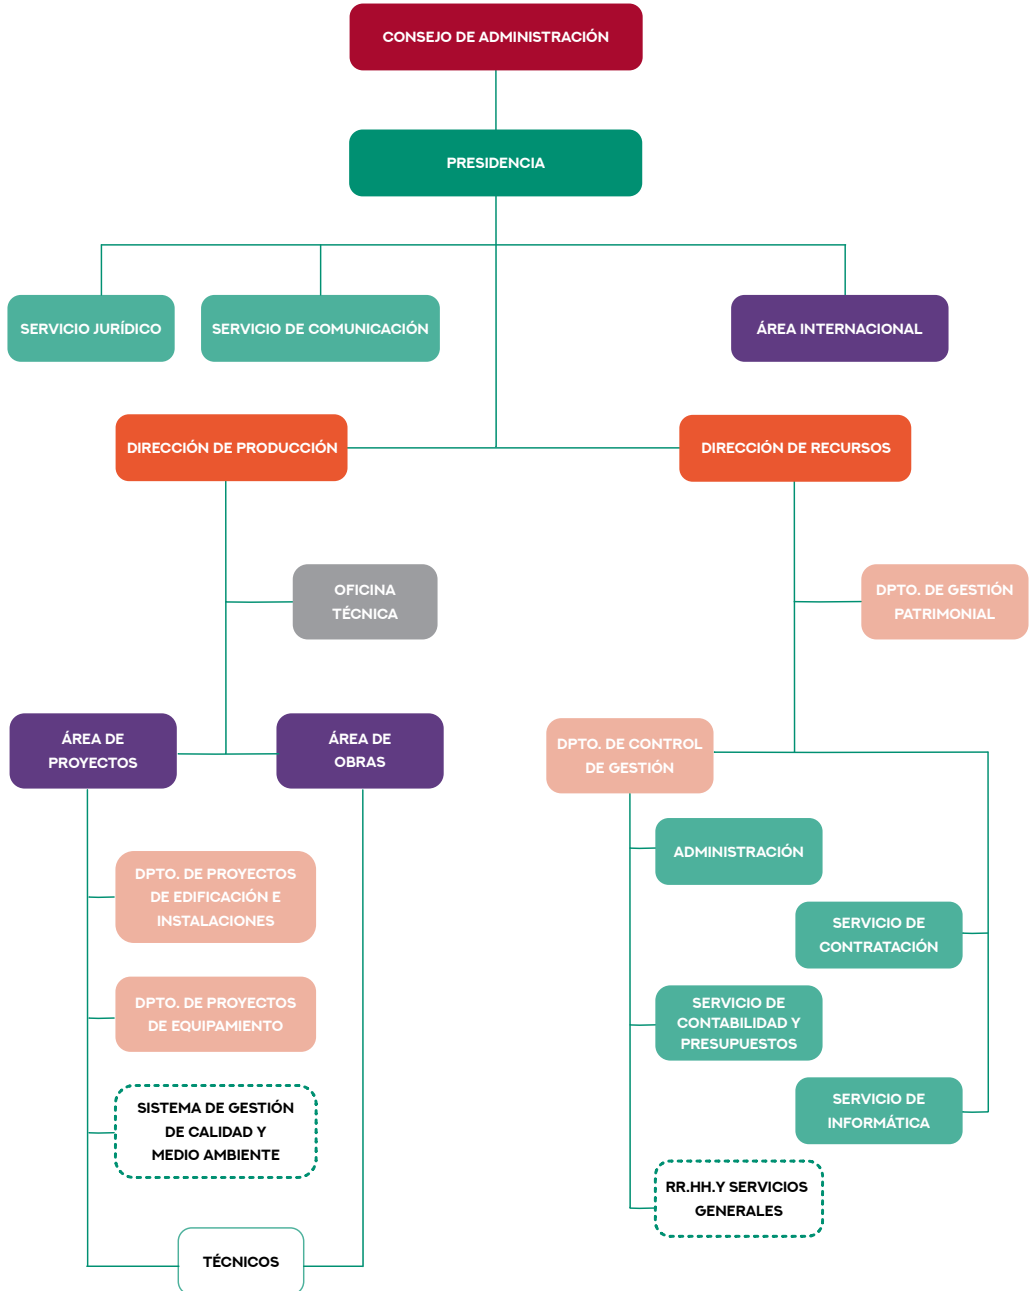 CONSEJO DE ADMINISTRACIÓN
PRESIDENCIA
SERVICIO JURÍDICO
SERVICIO DE COMUNICACIÓN
ÁREA INTERNACIONAL
DIRECCIÓN DE PRODUCCIÓN
DIRECCIÓN DE RECURSOS
OFICINA
TÉCNICA
DPTO. DE GESTIÓN
PATRIMONIAL
ÁREA DE
PROYECTOS
ÁREA DE
OBRAS
DPTO. DE CONTROL
DE GESTIÓN
DPTO. DE PROYECTOS
DE EDIFICACIÓN E
INSTALACIONES
DPTO. DE PROYECTOS
DE EQUIPAMIENTO
SISTEMA DE GESTIÓN
DE CALIDAD Y
MEDIO AMBIENTE
TÉCNICOS
ADMINISTRACIÓN
SERVICIO DE
CONTRATACIÓN
SERVICIO DE
CONTABILIDAD Y
PRESUPUESTOS
SERVICIO DE
INFORMÁTICA
RR.HH.Y SERVICIOS
GENERALES